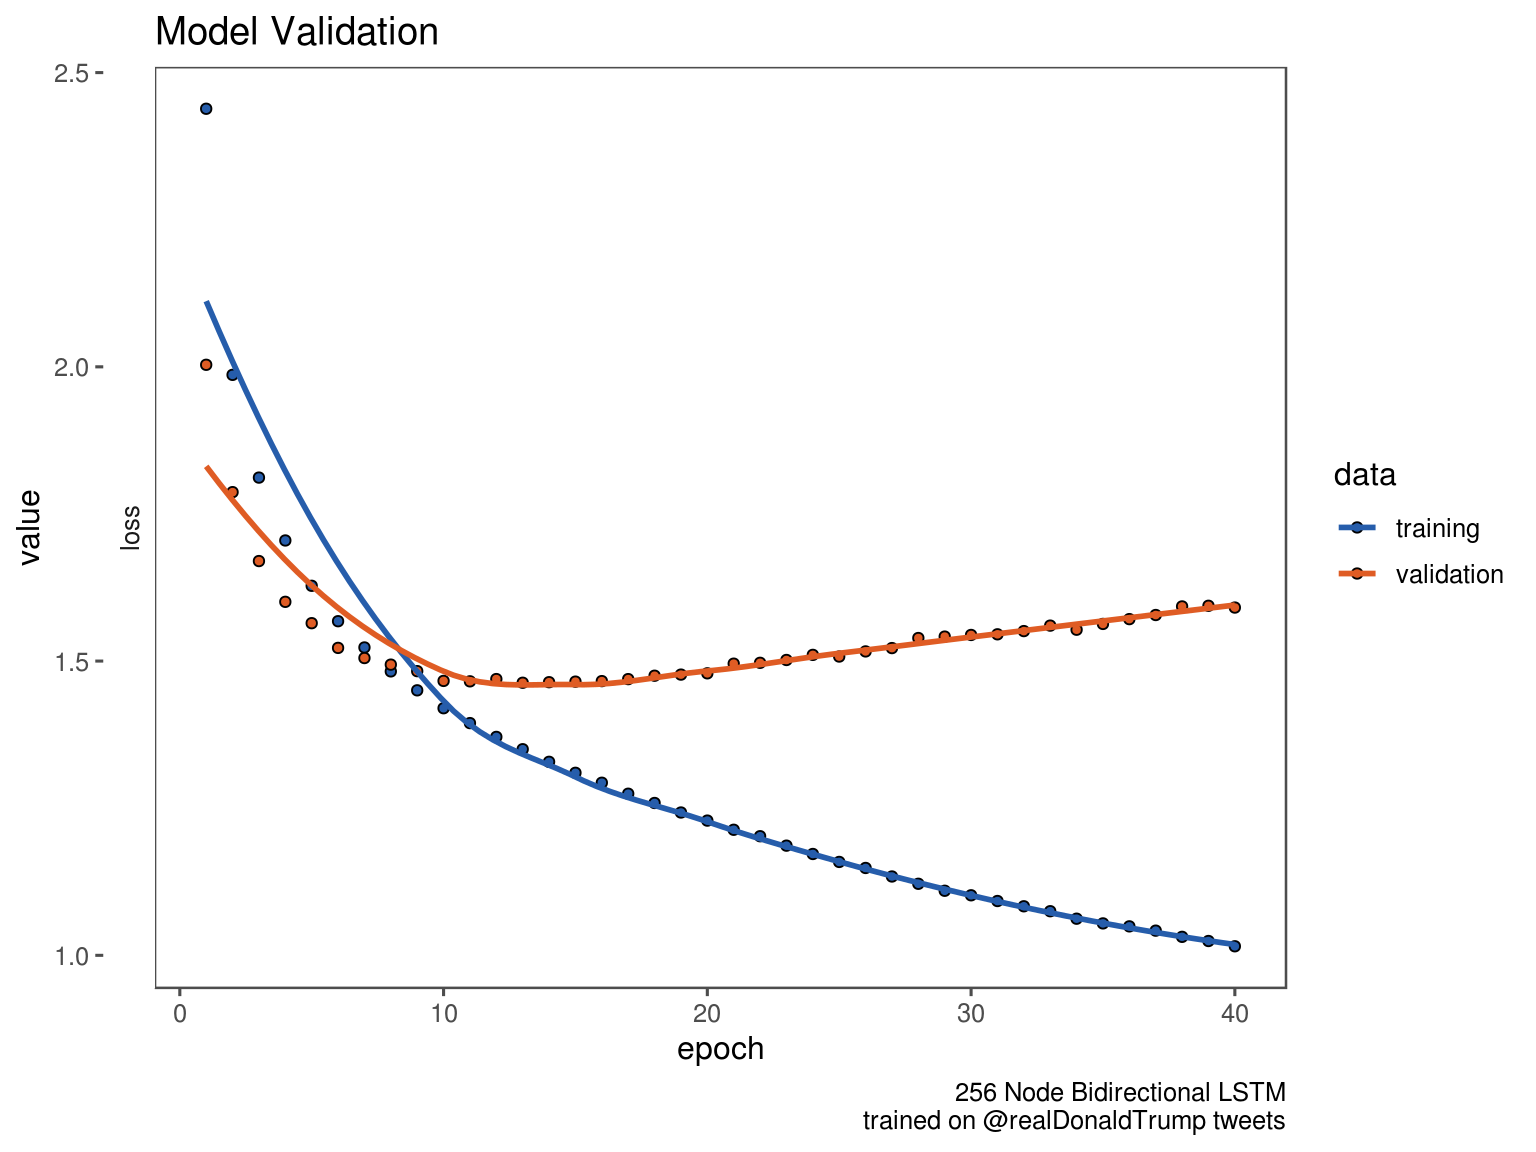 Model Validation
2.5
2.0
1.5
1.0
value
loss
0 10 20 30 40
epoch
data
training
validation
256 Node Bidirectional LSTM
trained on @realDonaldTrump tweets